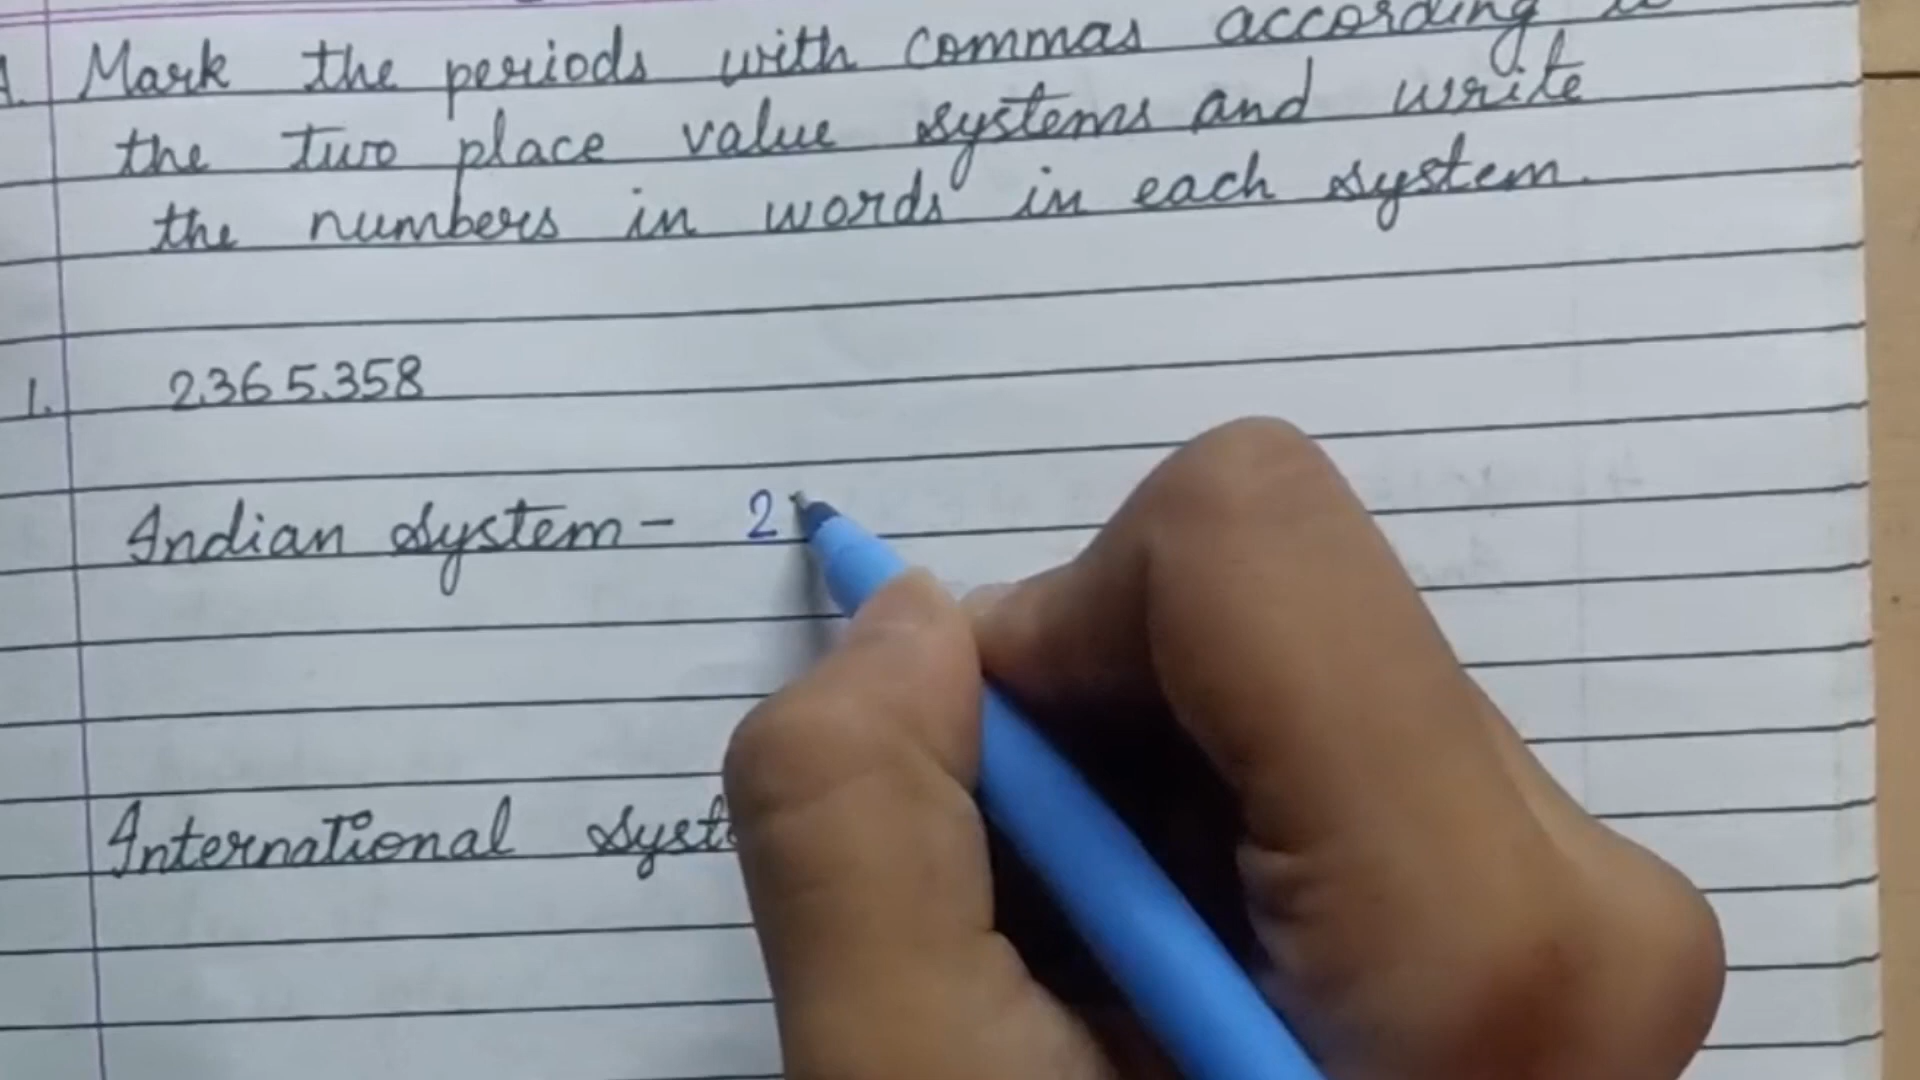 A. Mark the periods with commas according
the two place value systems and write
the numbers in words in each system.
1. 2365358
Indian System - 2
International Syst